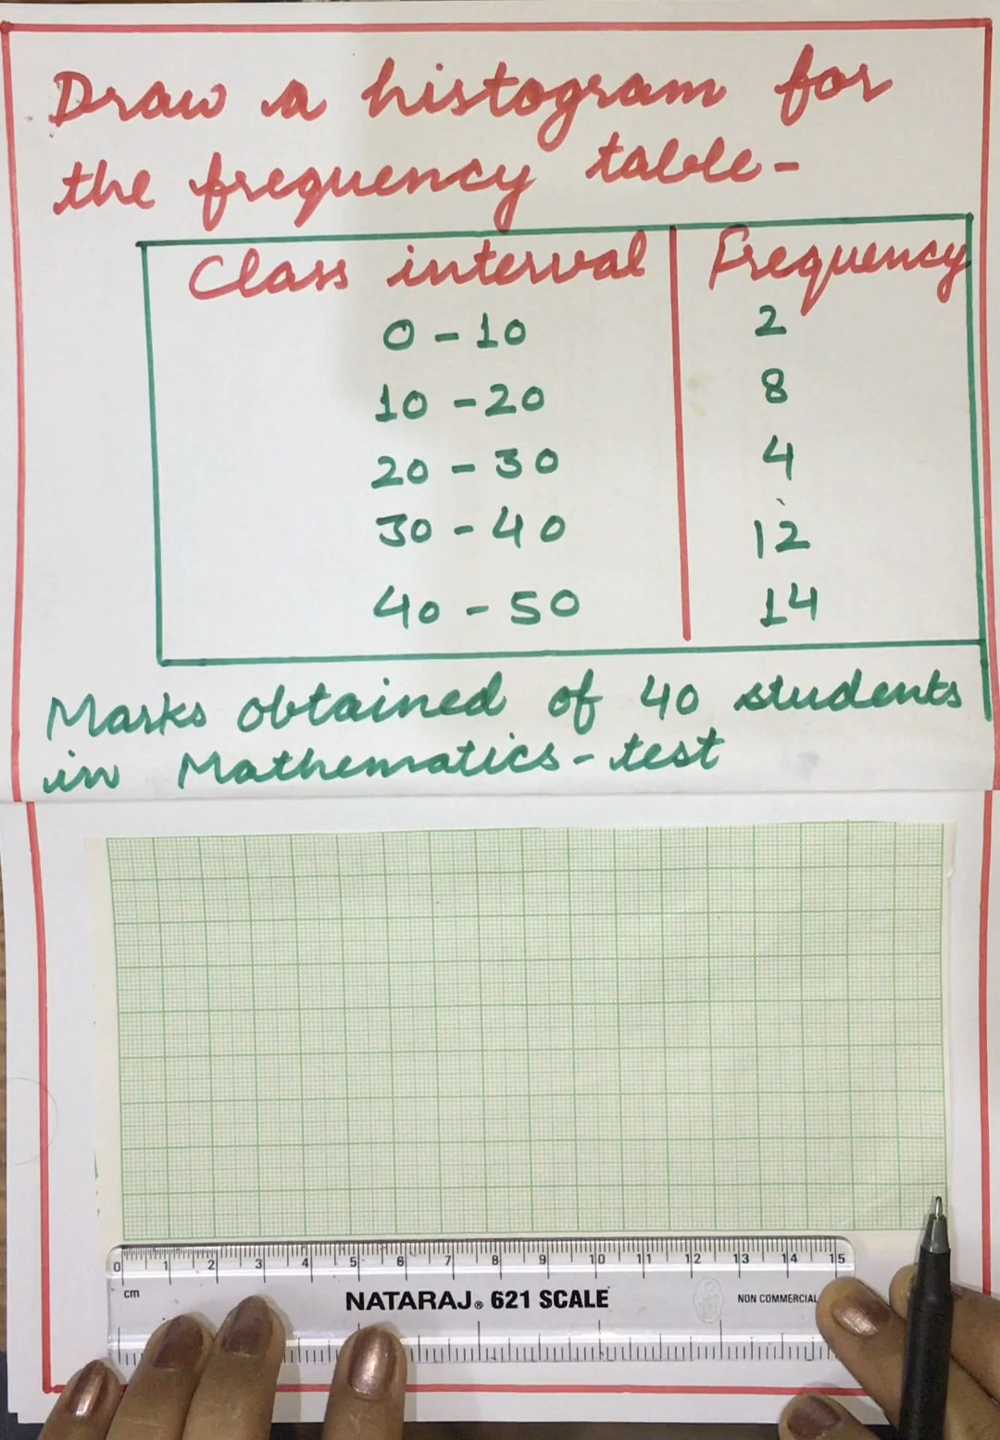 Draw a histogram for
the frequency table-
Class interval Frequency
0 - 10 2
10 - 20 8
20 - 30 4
30 - 40 12
40 - 50 14
Marks obtained of 40 students
in Mathematics-test
0 1 2 3 4 5 6 7 8 9 10 11 12 13 14 15
cm NATARAJ® 621 SCALE NON COMMERCIAL